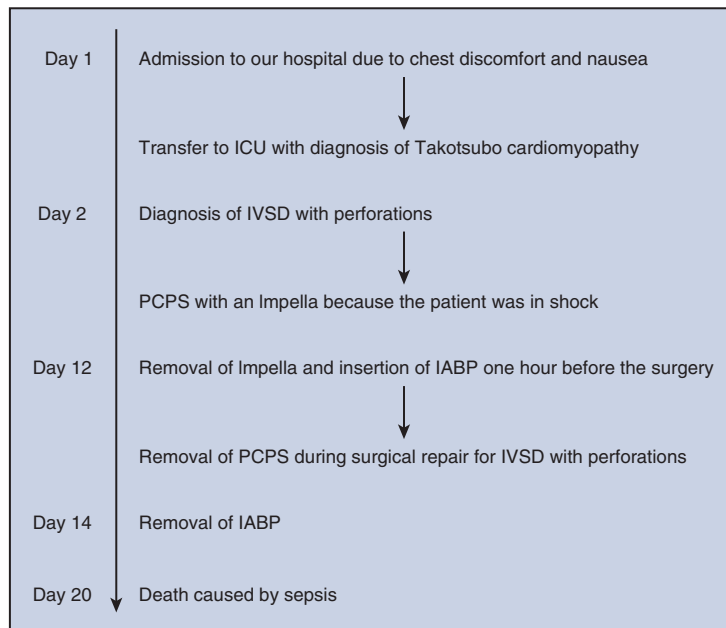 Day 1 Admission to our hospital due to chest discomfort and nausea
Transfer to ICU with diagnosis of Takotsubo cardiomyopathy
Day 2 Diagnosis of IVSD with perforations
PCPS with an Impella because the patient was in shock
Day 12 Removal of Impella and insertion of IABP one hour before the surgery
Removal of PCPS during surgical repair for IVSD with perforations
Day 14 Removal of IABP
Day 20 Death caused by sepsis